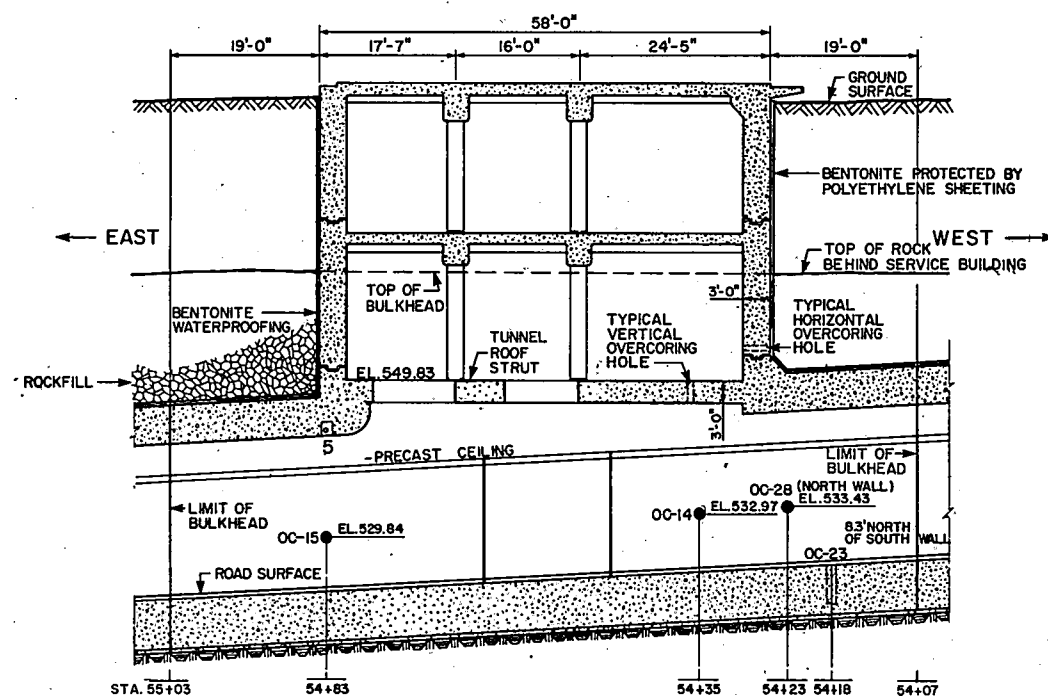 58'-0"
19'-0"
17'-7"
16'-0"
24'-5"
19'-0"
GROUND
SURFACE
BENTONITE PROTECTED BY
POLYETHYLENE SHEETING
EAST
WEST
TOP OF ROCK
BEHIND SERVICE BUILDING
TOP OF
BULKHEAD
3'-0"
BENTONITE
WATERPROOFING
TUNNEL
ROOF
STRUT
TYPICAL
VERTICAL
OVERCORING
HOLE
TYPICAL
HORIZONTAL
OVERCORING
HOLE
ROCKFILL
EL.549.83
3'-0"
5
PRECAST CEILING
LIMIT OF
BULKHEAD
LIMIT OF
BULKHEAD
OC-28 (NORTH WALL)
EL.533.43
OC-14
EL.532.97
OC-15
EL.529.84
8.3' NORTH
OF SOUTH WALL
OC-23
ROAD SURFACE
STA. 55+03
54+83
54+35
54+23
54+18
54+07